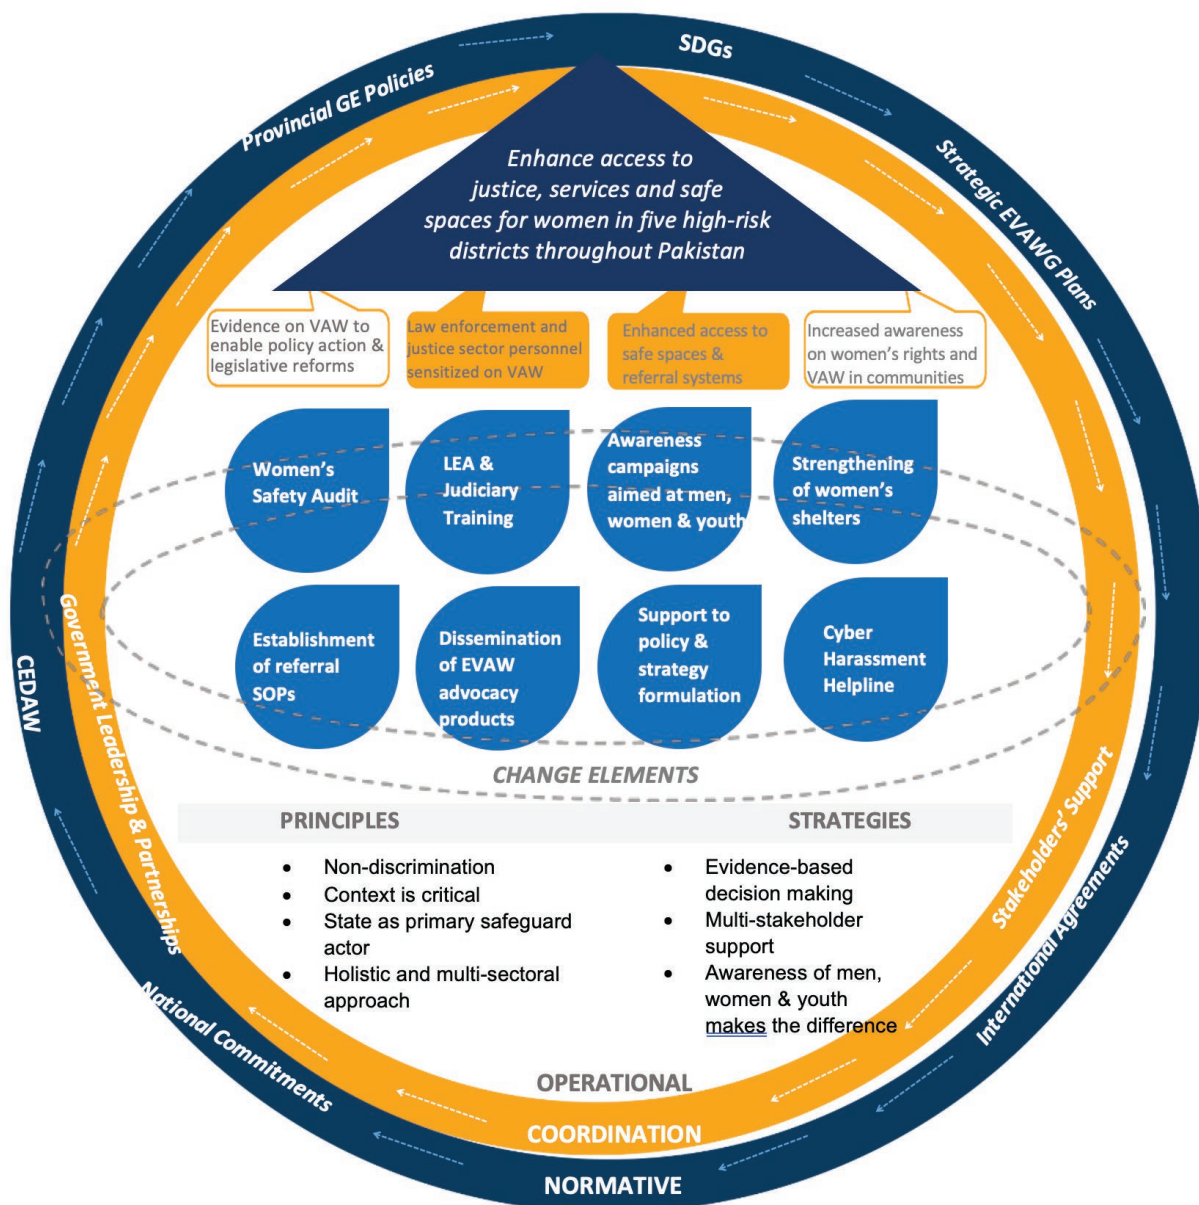 SDGs
Provincial GE Policies
Strategic EVAWG Plans
Enhance access to
justice, services and safe
spaces for women in five high-risk
districts throughout Pakistan
Evidence on VAW to
enable policy action &
legislative reforms
Law enforcement and
justice sector personnel
sensitized on VAW
Enhanced access to
safe spaces &
referral systems
Increased awareness
on women's rights and
VAW in communities
Women's
Safety Audit
LEA &
Judiciary
Training
Awareness
campaigns
aimed at men,
women & youth
Strengthening
of women's
shelters
Establishment
of referral
SOPs
Dissemination
of EVAW
advocacy
products
Support to
policy &
strategy
formulation
Cyber
Harassment
Helpline
CEDAW
Government Leadership & Partnerships
CHANGE ELEMENTS
PRINCIPLES
• Non-discrimination
• Context is critical
• State as primary safeguard
actor
• Holistic and multi-sectoral
approach
STRATEGIES
• Evidence-based
decision making
• Multi-stakeholder
support
• Awareness of men,
women & youth
makes the difference
Stakeholders' Support
International Agreements
National Commitments
OPERATIONAL
COORDINATION
NORMATIVE